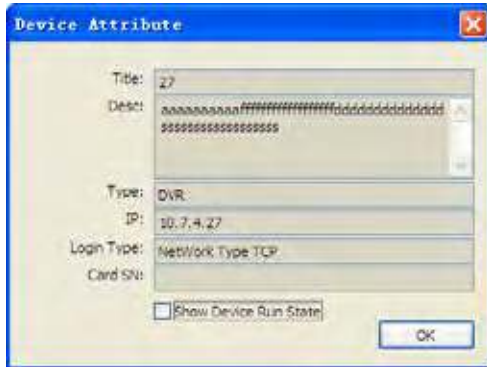 Device Attribute
Title: 27
Desc: aaaaaaaaaaffffffffffffffffffffdddddddddddddd
ssssssssssssssssss
Type: DVR
IP: 10.7.4.27
Login Type: NetWork Type TCP
Card SN:
Show Device Run State
OK